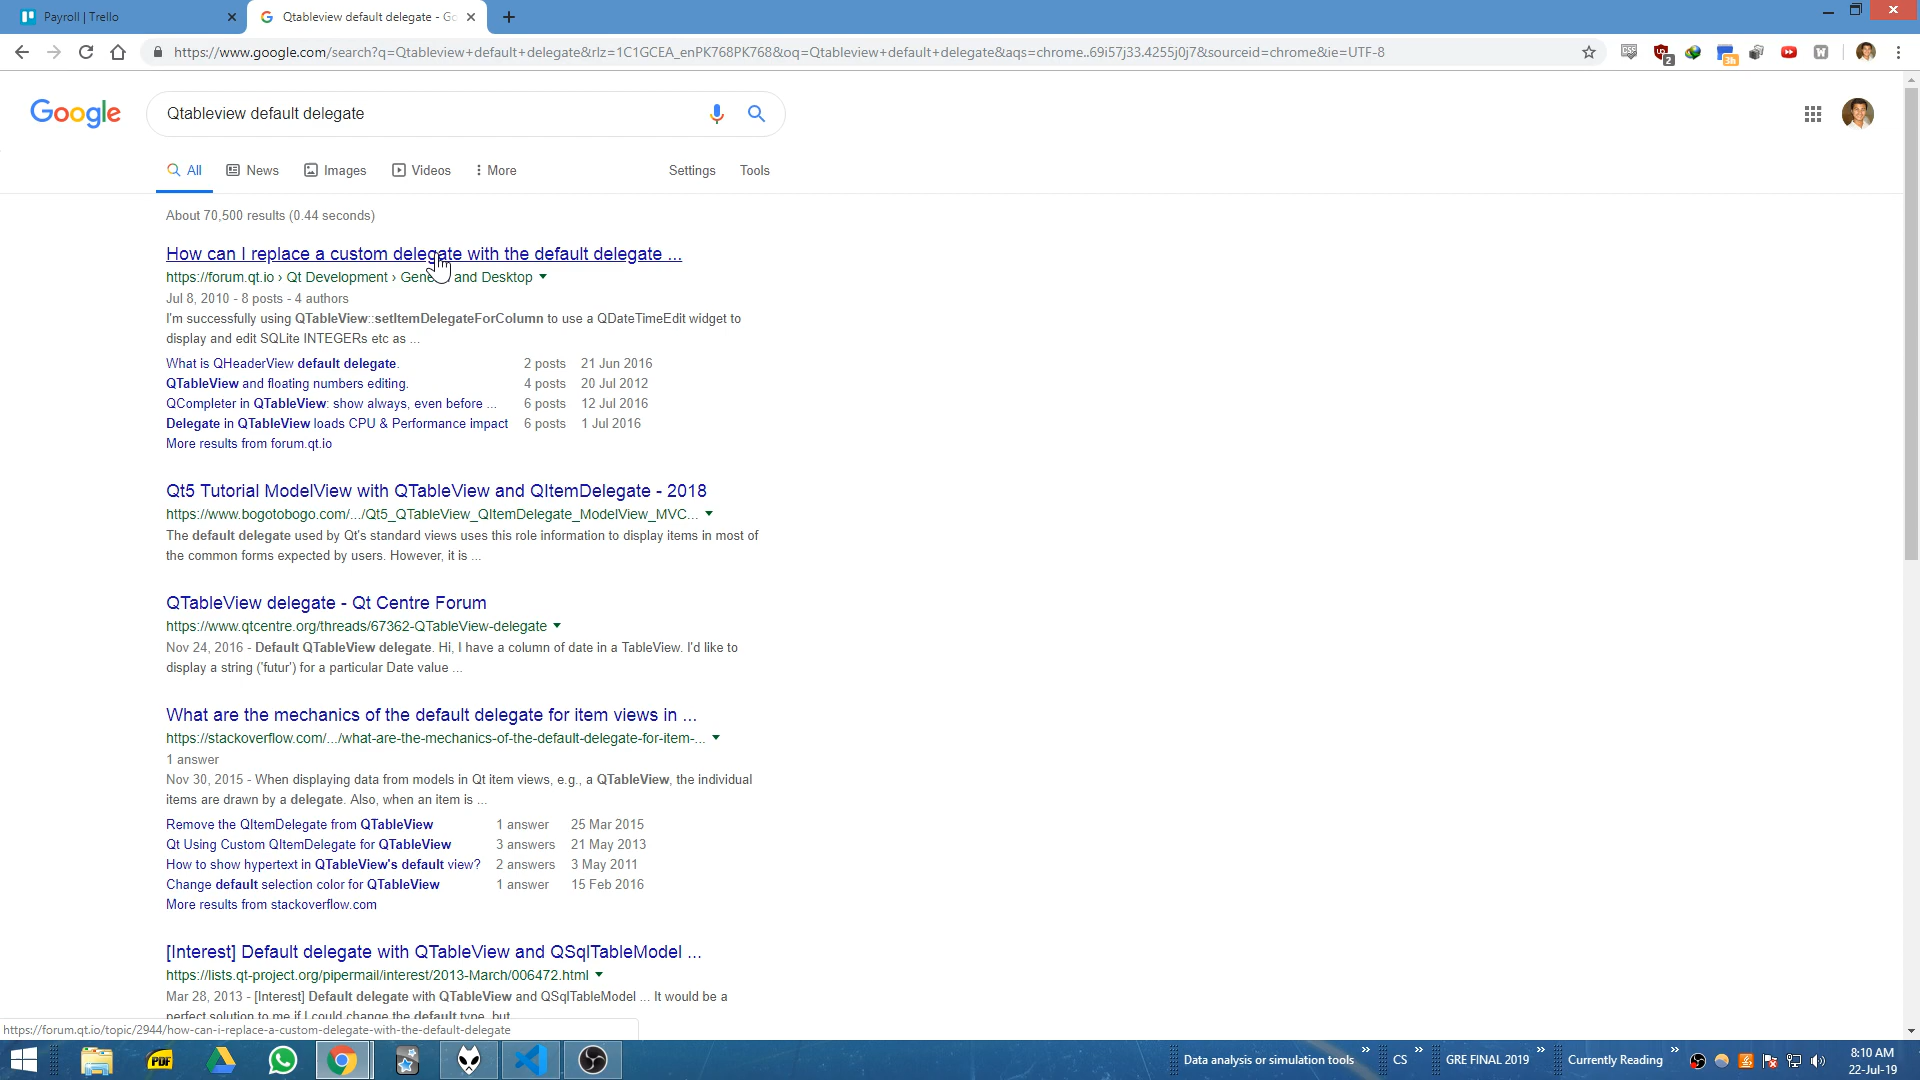 Payroll | Trello
Qtableview default delegate - Go
https://www.google.com/search?q=Qtableview+default+delegate&rlz=1C1GCEA_enPK768PK768&oq=Qtableview+default+delegate&aqs=chrome..69i57j33.4255j0j7&sourceid=chrome&ie=UTF-8
2
3h
W
Google
Qtableview default delegate
All
News
Images
Videos
More
Settings
Tools
About 70,500 results (0.44 seconds)
How can I replace a custom delegate with the default delegate ...
https://forum.qt.io › Qt Development › Gene and Desktop
Jul 8, 2010 - 8 posts - 4 authors
I'm successfully using QTableView::setItemDelegateForColumn to use a QDateTimeEdit widget to
display and edit SQLite INTEGERs etc as ...
What is QHeaderView default delegate. 2 posts 21 Jun 2016
QTableView and floating numbers editing. 4 posts 20 Jul 2012
QCompleter in QTableView: show always, even before ... 6 posts 12 Jul 2016
Delegate in QTableView loads CPU & Performance impact 6 posts 1 Jul 2016
More results from forum.qt.io
Qt5 Tutorial ModelView with QTableView and QItemDelegate - 2018
https://www.bogotobogo.com/.../Qt5_QTableView_QItemDelegate_ModelView_MVC...
The default delegate used by Qt's standard views uses this role information to display items in most of
the common forms expected by users. However, it is ...
QTableView delegate - Qt Centre Forum
https://www.qtcentre.org/threads/67362-QTableView-delegate
Nov 24, 2016 - Default QTableView delegate. Hi, I have a column of date in a TableView. I'd like to
display a string ('futur') for a particular Date value ...
What are the mechanics of the default delegate for item views in ...
https://stackoverflow.com/.../what-are-the-mechanics-of-the-default-delegate-for-item-...
1 answer
Nov 30, 2015 - When displaying data from models in Qt item views, e.g., a QTableView, the individual
items are drawn by a delegate. Also, when an item is ...
Remove the QItemDelegate from QTableView 1 answer 25 Mar 2015
Qt Using Custom QItemDelegate for QTableView 3 answers 21 May 2013
How to show hypertext in QTableView's default view? 2 answers 3 May 2011
Change default selection color for QTableView 1 answer 15 Feb 2016
More results from stackoverflow.com
[Interest] Default delegate with QTableView and QSqlTableModel ...
https://lists.qt-project.org/pipermail/interest/2013-March/006472.html
Mar 28, 2013 - [Interest] Default delegate with QTableView and QSqlTableModel ... It would be a
perfect solution to me if I could change the default type, but
https://forum.qt.io/topic/2944/how-can-i-replace-a-custom-delegate-with-the-default-delegate
PDF
Data analysis or simulation tools
CS
GRE FINAL 2019
Currently Reading
8:10 AM
22-Jul-19